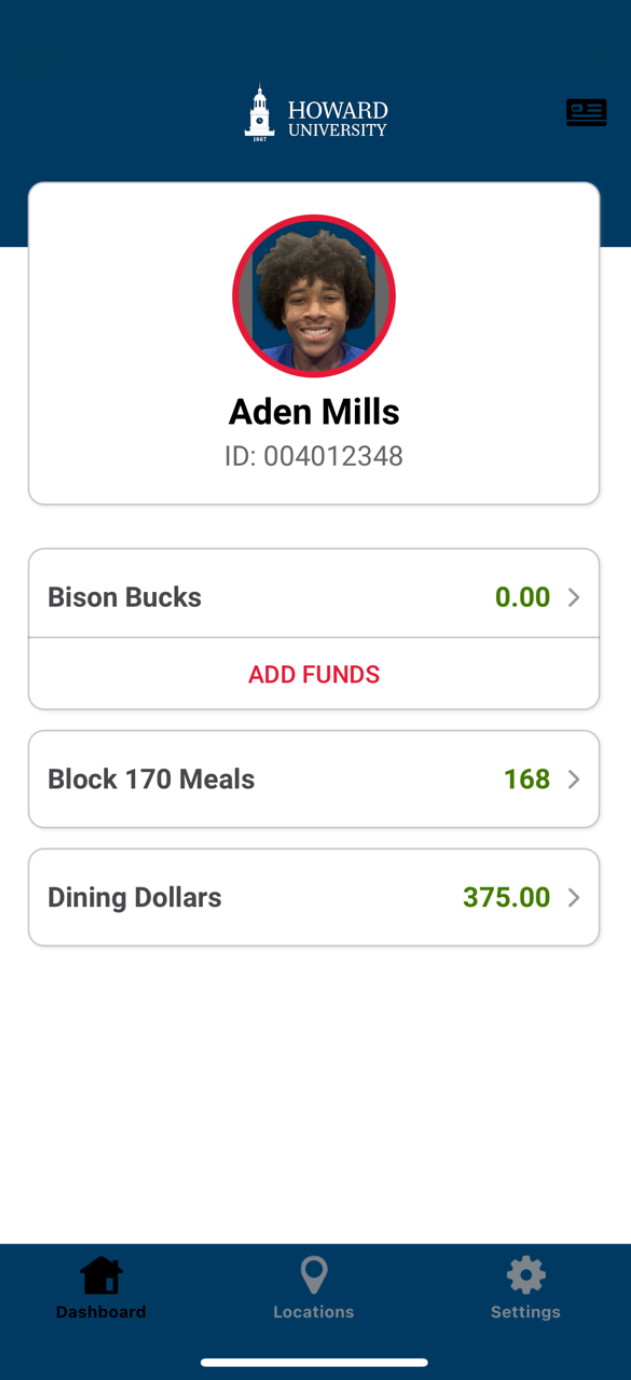 HOWARD
UNIVERSITY
1867
Aden Mills
ID: 004012348
Bison Bucks 0.00
ADD FUNDS
Block 170 Meals 168
Dining Dollars 375.00
Dashboard Locations Settings